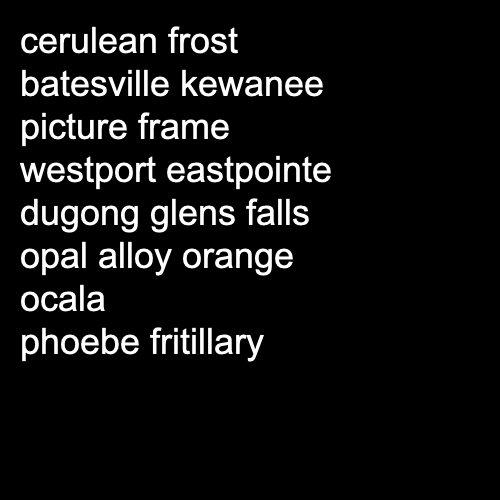 cerulean frost
batesville kewanee
picture frame
westport eastpointe
dugong glens falls
opal alloy orange
ocala
phoebe fritillary